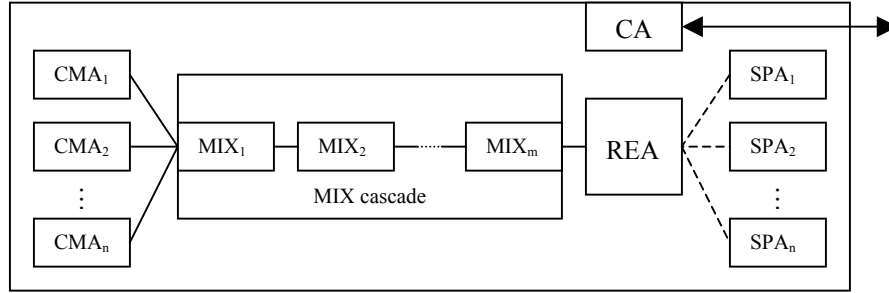 CA
CMA₁
SPA₁
CMA₂
MIX₁
MIX₂
MIXₘ
REA
SPA₂
MIX cascade
CMAₙ
SPAₙ